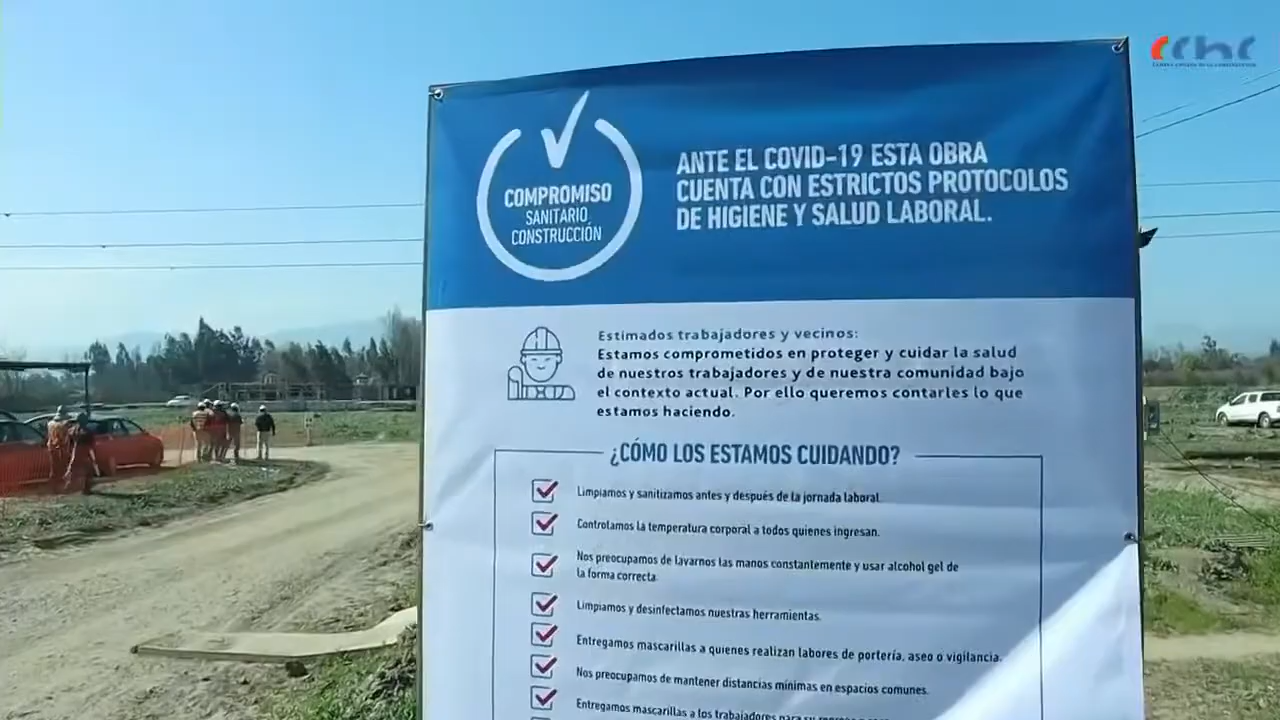 cchc
COMPROMISO
SANITARIO
CONSTRUCCIÓN
ANTE EL COVID-19 ESTA OBRA
CUENTA CON ESTRICTOS PROTOCOLOS
DE HIGIENE Y SALUD LABORAL.
Estimados trabajadores y vecinos:
Estamos comprometidos en proteger y cuidar la salud
de nuestros trabajadores y de nuestra comunidad bajo
el contexto actual. Por ello queremos contarles lo que
estamos haciendo.
¿CÓMO LOS ESTAMOS CUIDANDO?
Limpiamos y sanitizamos antes y después de la jornada laboral.
Controlamos la temperatura corporal a todos quienes ingresan.
Nos preocupamos de lavarnos las manos constantemente y usar alcohol gel de
la forma correcta.
Limpiamos y desinfectamos nuestras herramientas.
Entregamos mascarillas a quienes realizan labores de portería, aseo o vigilancia.
Nos preocupamos de mantener distancias mínimas en espacios comunes.
Entregamos mascarillas a los trabajadores para su